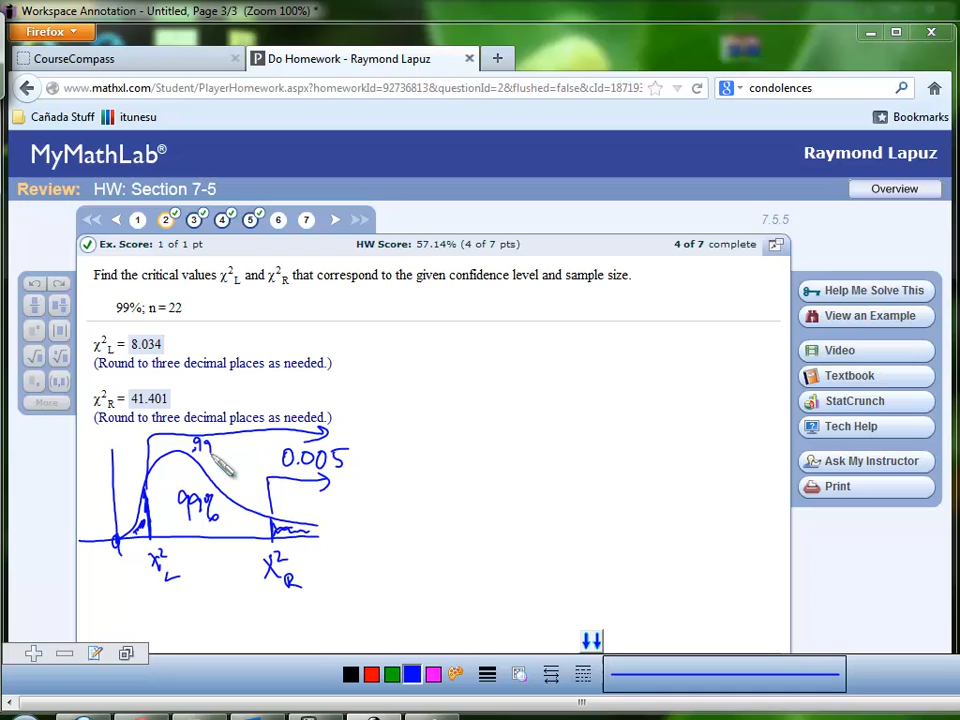 Workspace Annotation - Untitled, Page 3/3 (Zoom 100%) *
Firefox
CourseCompass
P Do Homework - Raymond Lapuz
www.mathxl.com/Student/PlayerHomework.aspx?homeworkId=92736813&questionId=2&flushed=false&cId=18719
condolences
Cañada Stuff
itunesu
Bookmarks
MyMathLab®
Raymond Lapuz
Review: HW: Section 7-5
Overview
1 2 3 4 5 6 7
7.5.5
Ex. Score: 1 of 1 pt
HW Score: 57.14% (4 of 7 pts)
4 of 7 complete
Find the critical values χ²L and χ²R that correspond to the given confidence level and sample size.
99%; n = 22
χ²L = 8.034
(Round to three decimal places as needed.)
χ²R = 41.401
(Round to three decimal places as needed.)
.99
0.005
99%
X²L
X²R
More
Help Me Solve This
View an Example
Video
Textbook
StatCrunch
Tech Help
Ask My Instructor
Print